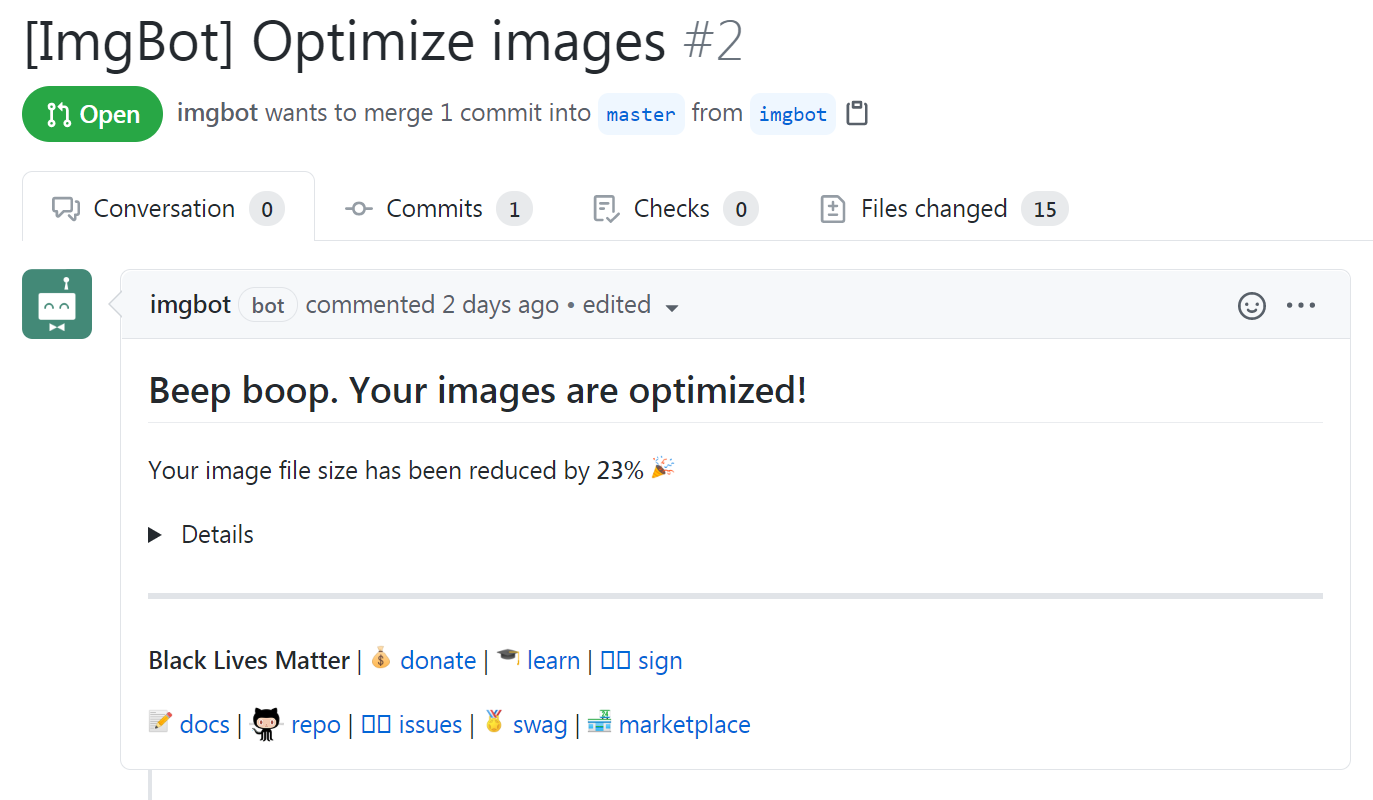 [ImgBot] Optimize images #2
Open imgbot wants to merge 1 commit into master from imgbot
Conversation 0 Commits 1 Checks 0 Files changed 15
imgbot bot commented 2 days ago • edited
Beep boop. Your images are optimized!
Your image file size has been reduced by 23% 🎉
Details
Black Lives Matter | 💰 donate | 🎓 learn | ▯▯ sign
📝 docs | repo | ▯▯ issues | 🏅 swag | 🏪 marketplace